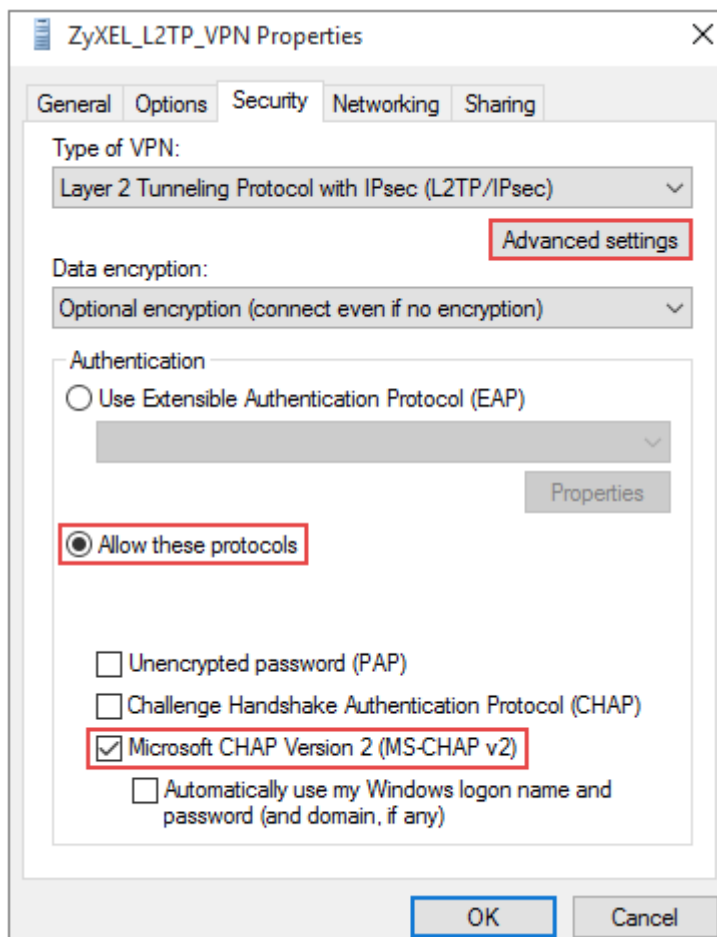 ZyXEL_L2TP_VPN Properties
General Options Security Networking Sharing
Type of VPN:
Layer 2 Tunneling Protocol with IPsec (L2TP/IPsec)
Advanced settings
Data encryption:
Optional encryption (connect even if no encryption)
Authentication
Use Extensible Authentication Protocol (EAP)
Properties
Allow these protocols
Unencrypted password (PAP)
Challenge Handshake Authentication Protocol (CHAP)
Microsoft CHAP Version 2 (MS-CHAP v2)
Automatically use my Windows logon name and
password (and domain, if any)
OK Cancel